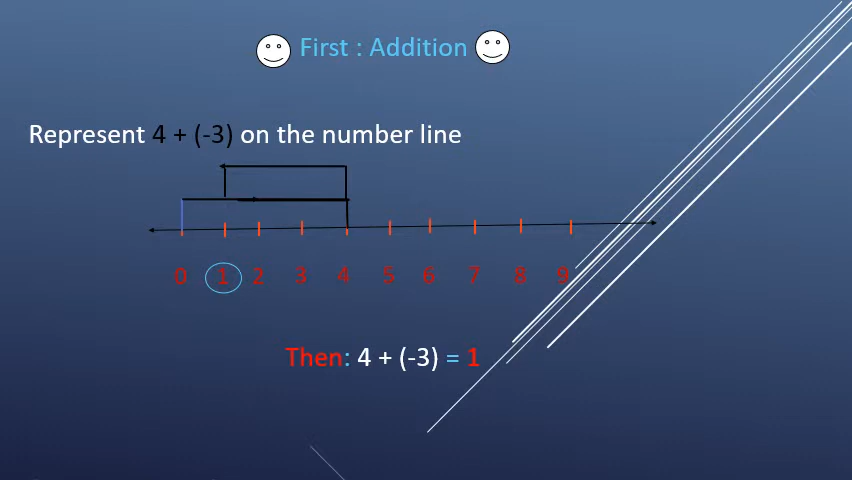 First : Addition
Represent 4 + (-3) on the number line
0 1 2 3 4 5 6 7 8 9
Then: 4 + (-3) = 1